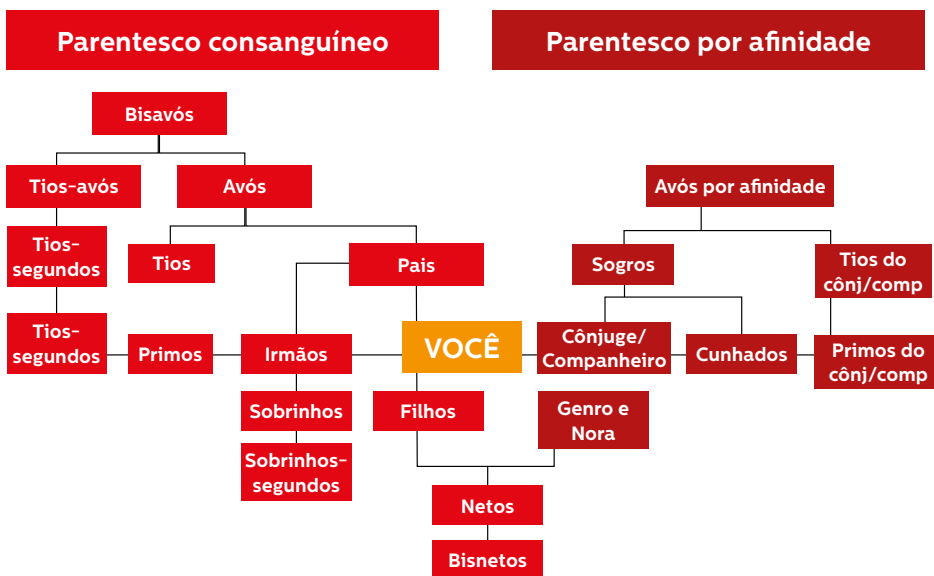 Parentesco consanguíneo
Parentesco por afinidade
Bisavós
Tios-avós
Avós
Avós por afinidade
Tios-
segundos
Tios
Pais
Sogros
Tios do
cônj/comp
Tios-
segundos
Primos
Irmãos
VOCÊ
Cônjuge/
Companheiro
Cunhados
Primos do
cônj/comp
Sobrinhos
Filhos
Genro e
Nora
Sobrinhos-
segundos
Netos
Bisnetos